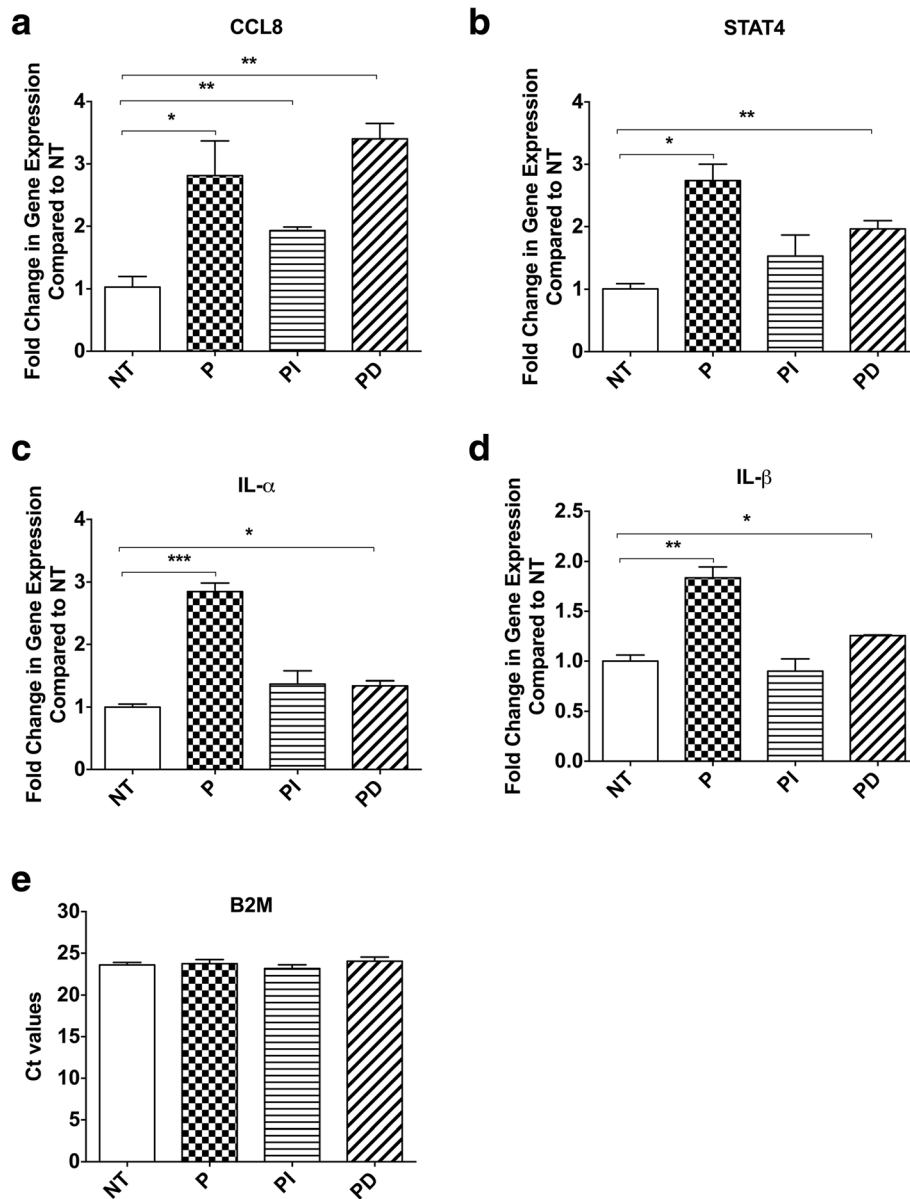 a
CCL8
**
**
*
Fold Change in Gene Expression
Compared to NT
4
3
2
1
0
NT
P
PI
PD
b
STAT4
**
*
Fold Change in Gene Expression
Compared to NT
4
3
2
1
0
NT
P
PI
PD
c
IL-α
*
***
Fold Change in Gene Expression
Compared to NT
4
3
2
1
0
NT
P
PI
PD
d
IL-β
*
**
Fold Change in Gene Expression
Compared to NT
2.5
2.0
1.5
1.0
0.5
0.0
NT
P
PI
PD
e
B2M
Ct values
30
25
20
15
10
5
0
NT
P
PI
PD